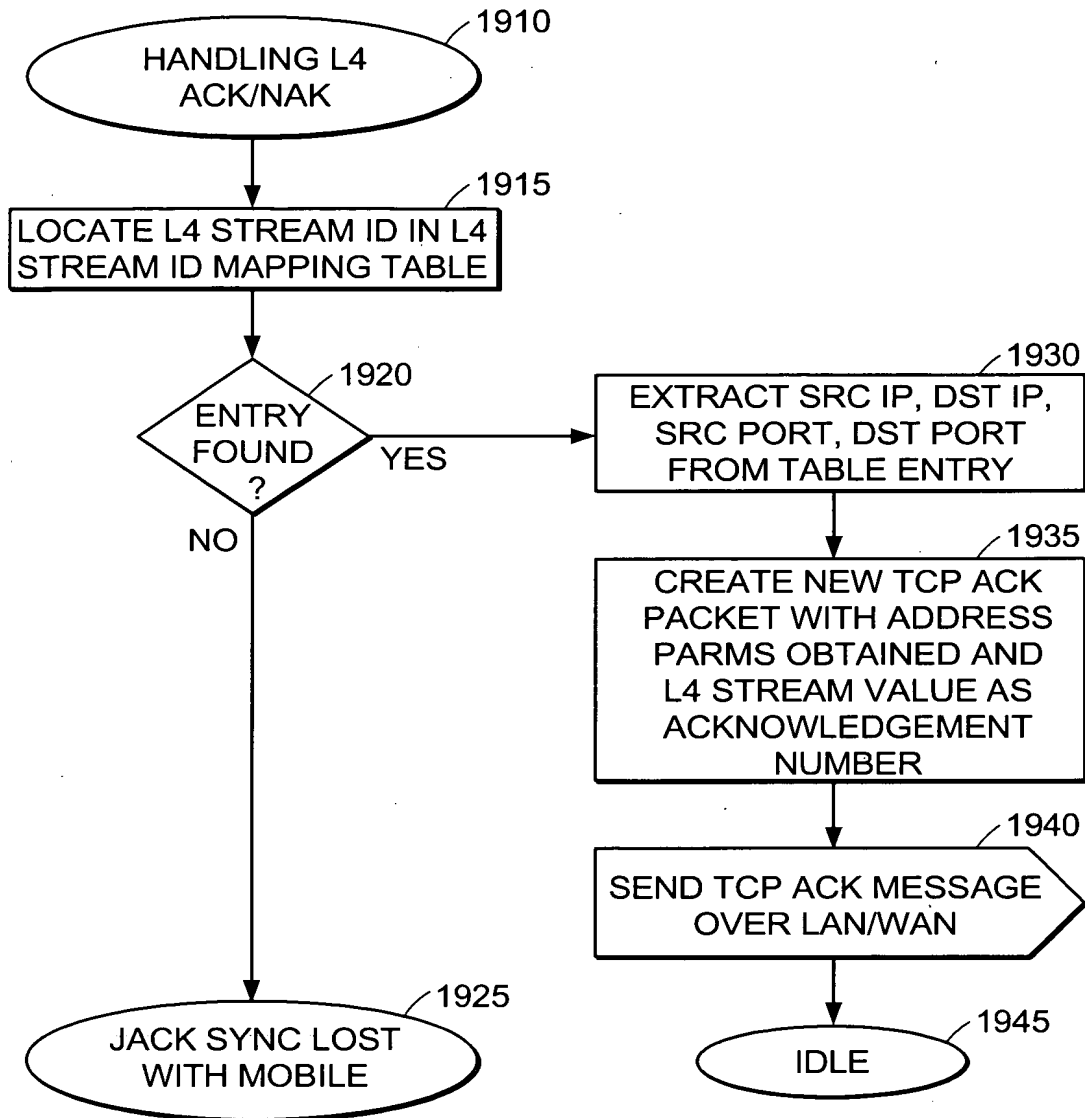 1910
HANDLING L4
ACK/NAK
1915
LOCATE L4 STREAM ID IN L4
STREAM ID MAPPING TABLE
1920
ENTRY
FOUND
?
YES
NO
1930
EXTRACT SRC IP, DST IP,
SRC PORT, DST PORT
FROM TABLE ENTRY
1935
CREATE NEW TCP ACK
PACKET WITH ADDRESS
PARMS OBTAINED AND
L4 STREAM VALUE AS
ACKNOWLEDGEMENT
NUMBER
1940
SEND TCP ACK MESSAGE
OVER LAN/WAN
1925
JACK SYNC LOST
WITH MOBILE
1945
IDLE